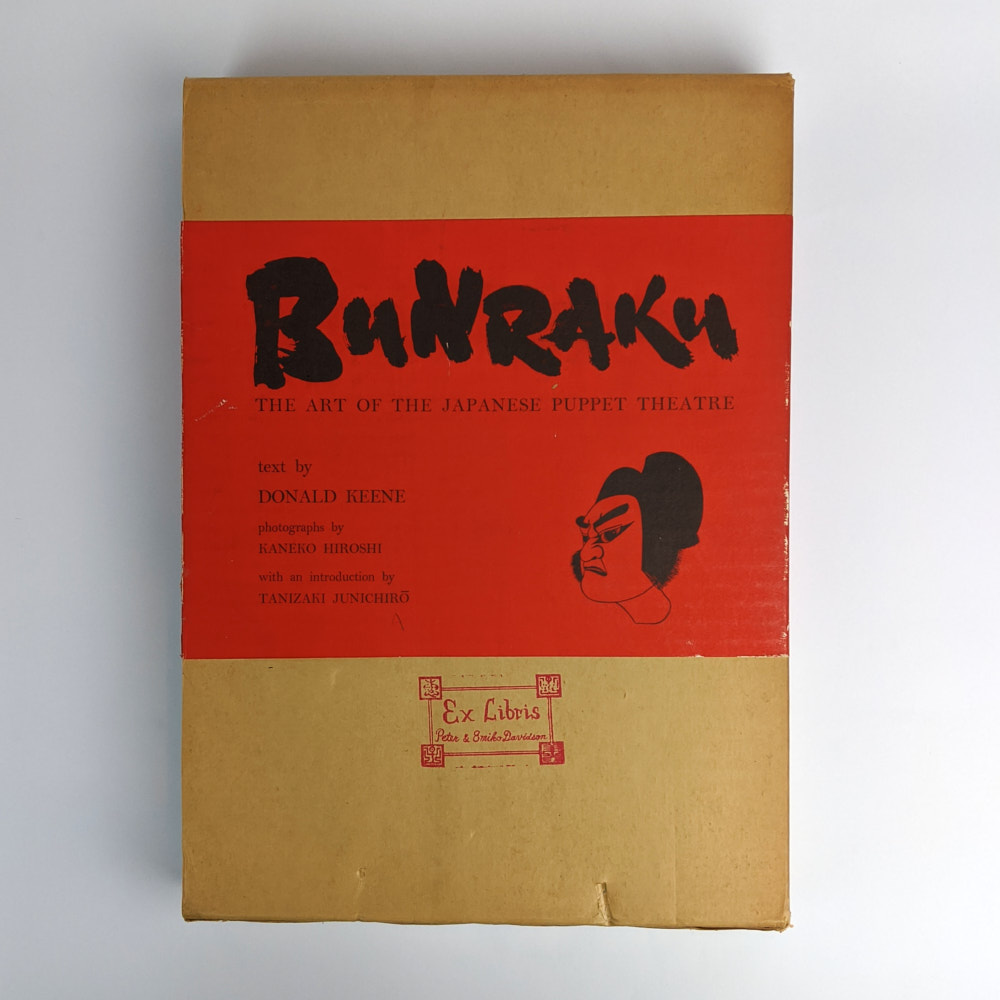 BUNRAKU
THE ART OF THE JAPANESE PUPPET THEATRE
text by
DONALD KEENE
photographs by
KANEKO HIROSHI
with an introduction by
TANIZAKI JUNICHIRŌ
Ex Libris
Peter & Emiko Davidson